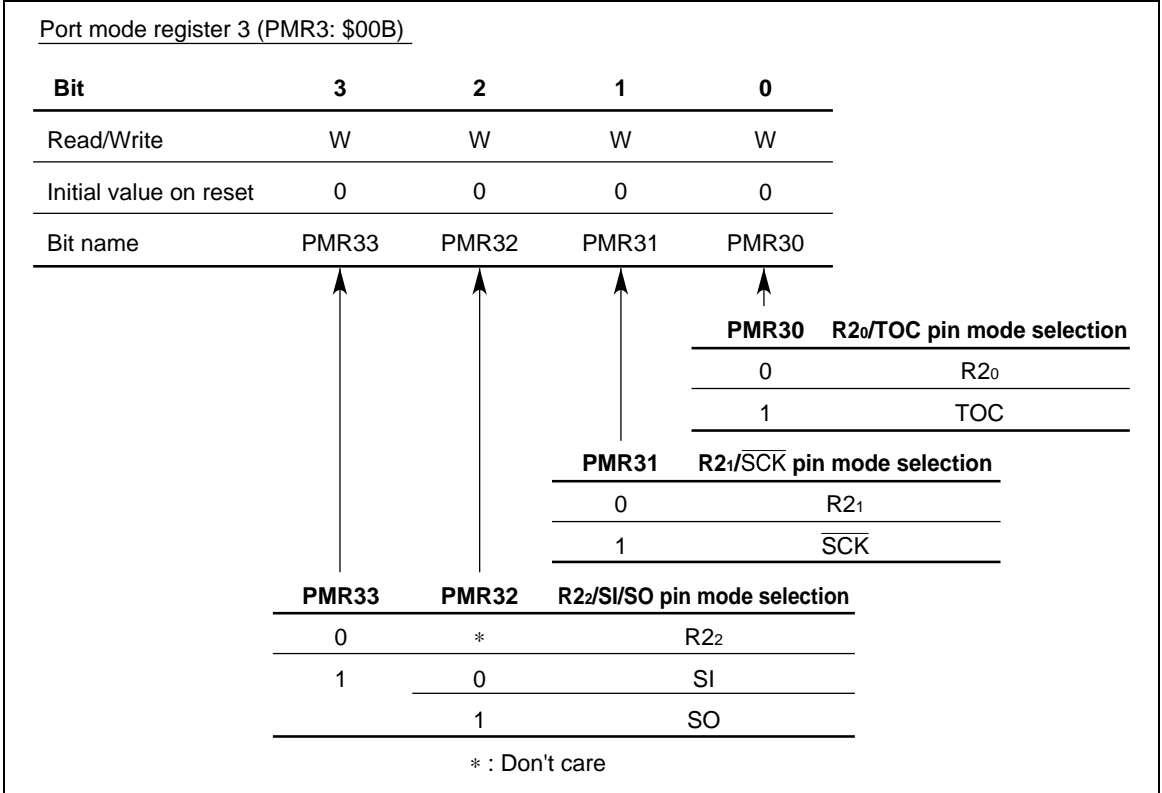 Port mode register 3 (PMR3: $00B)
Bit 3 2 1 0
Read/Write W W W W
Initial value on reset 0 0 0 0
Bit name PMR33 PMR32 PMR31 PMR30
PMR30 R2₀/TOC pin mode selection
0 R2₀
1 TOC
PMR31 R2₁/S̅C̅K̅ pin mode selection
0 R2₁
1 S̅C̅K̅
PMR33 PMR32 R2₂/SI/SO pin mode selection
0 * R2₂
1 0 SI
1 SO
* : Don't care